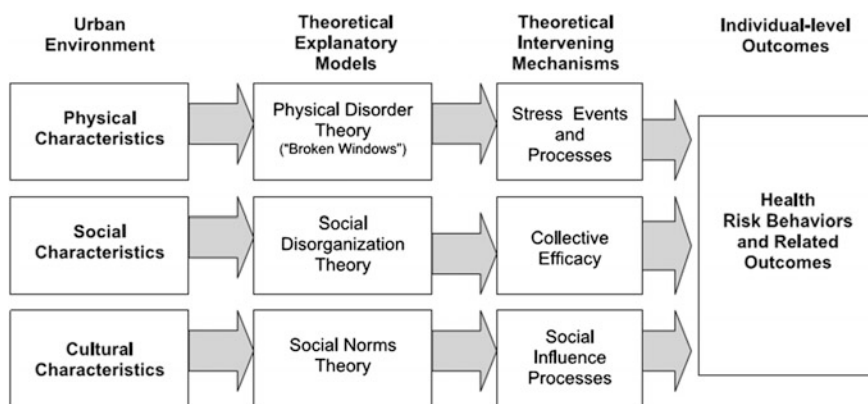 Urban
Environment
Theoretical
Explanatory
Models
Theoretical
Intervening
Mechanisms
Individual-level
Outcomes
Physical
Characteristics
Physical Disorder
Theory
("Broken Windows")
Stress Events
and
Processes
Social
Characteristics
Social
Disorganization
Theory
Collective
Efficacy
Cultural
Characteristics
Social Norms
Theory
Social
Influence
Processes
Health
Risk Behaviors
and Related
Outcomes